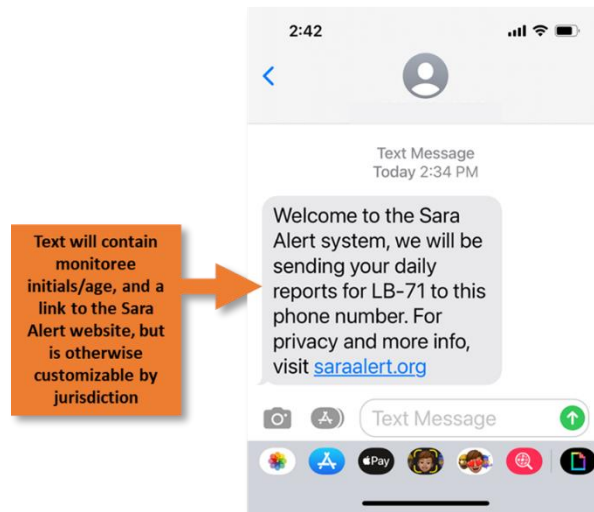 2:42
Text Message
Today 2:34 PM
Welcome to the Sara
Alert system, we will be
sending your daily
reports for LB-71 to this
phone number. For
privacy and more info,
visit saraalert.org
Text will contain
monitoree
initials/age, and a
link to the Sara
Alert website, but
is otherwise
customizable by
jurisdiction
Text Message
Pay